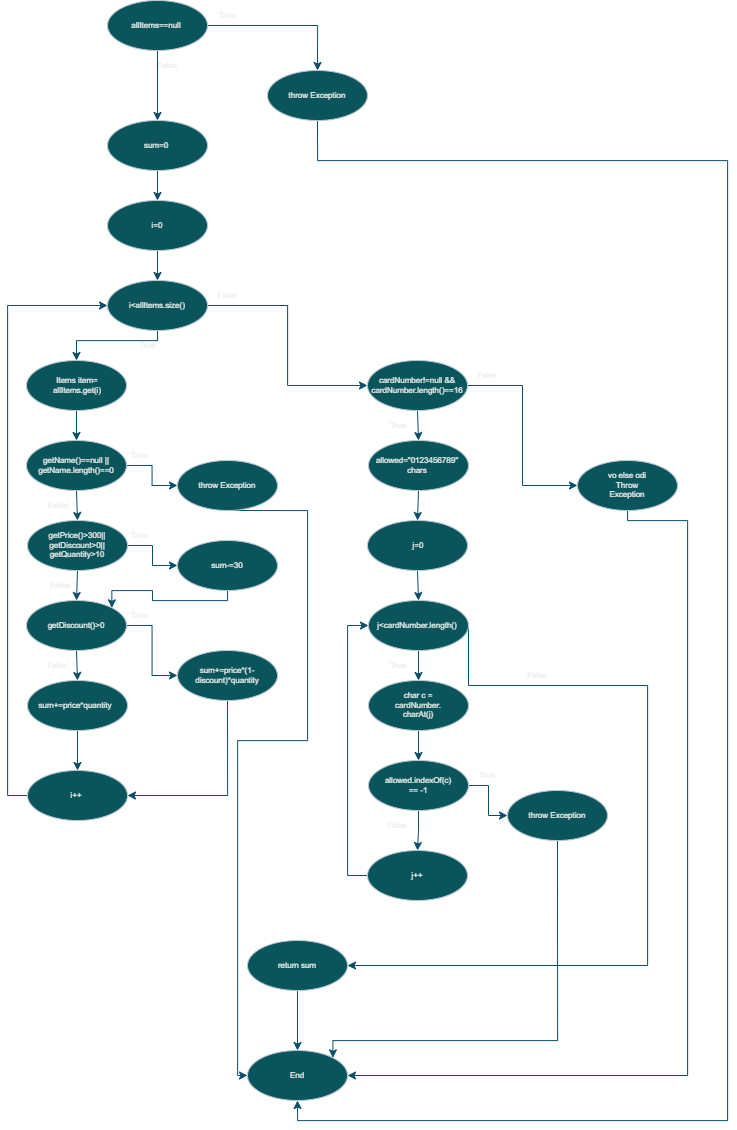 allItems==null
True
False
throw Exception
sum=0
i=0
i<allItems.size()
False
True
Items item=
allItems.get(i)
cardNumber!=null &&
cardNumber.length()==16
False
True
getName()==null ||
getName.length()==0
True
throw Exception
allowed="0123456789"
chars
vo else odi
Throw
Exception
False
getPrice()>300||
getDiscount>0||
getQuantity>10
True
sum-=30
j=0
False
getDiscount()>0
True
j<cardNumber.length()
False
sum+=price*(1-
discount)*quantity
True
False
sum+=price*quantity
char c =
cardNumber.
charAt(j)
i++
allowed.indexOf(c)
== -1
True
throw Exception
False
j++
return sum
End